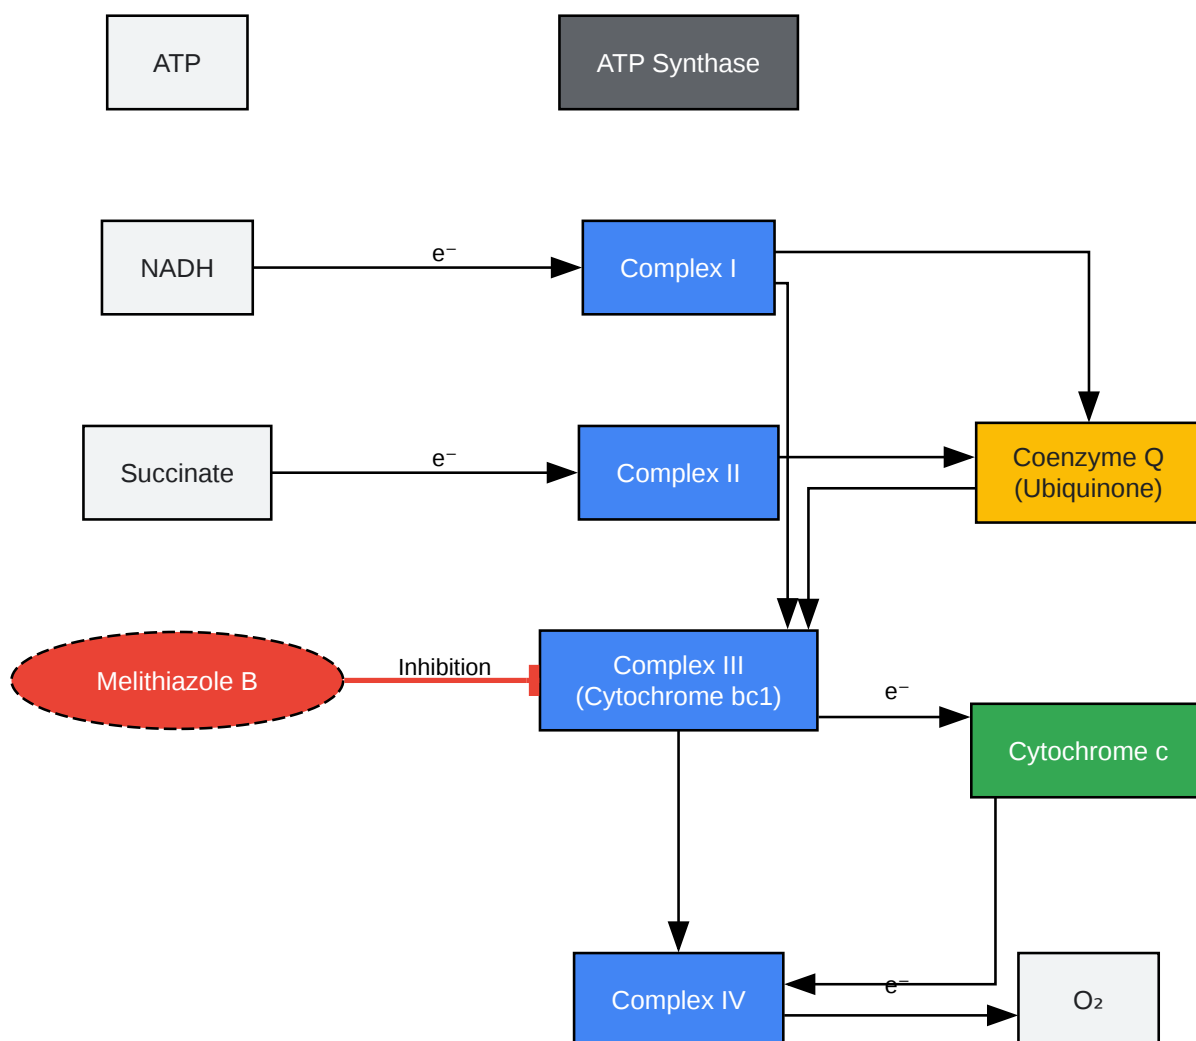 ATP
ATP Synthase
NADH
e⁻
Complex I
Succinate
e⁻
Complex II
Coenzyme Q
(Ubiquinone)
Melithiazole B
Inhibition
Complex III
(Cytochrome bc1)
e⁻
Cytochrome c
Complex IV
e⁻
O₂